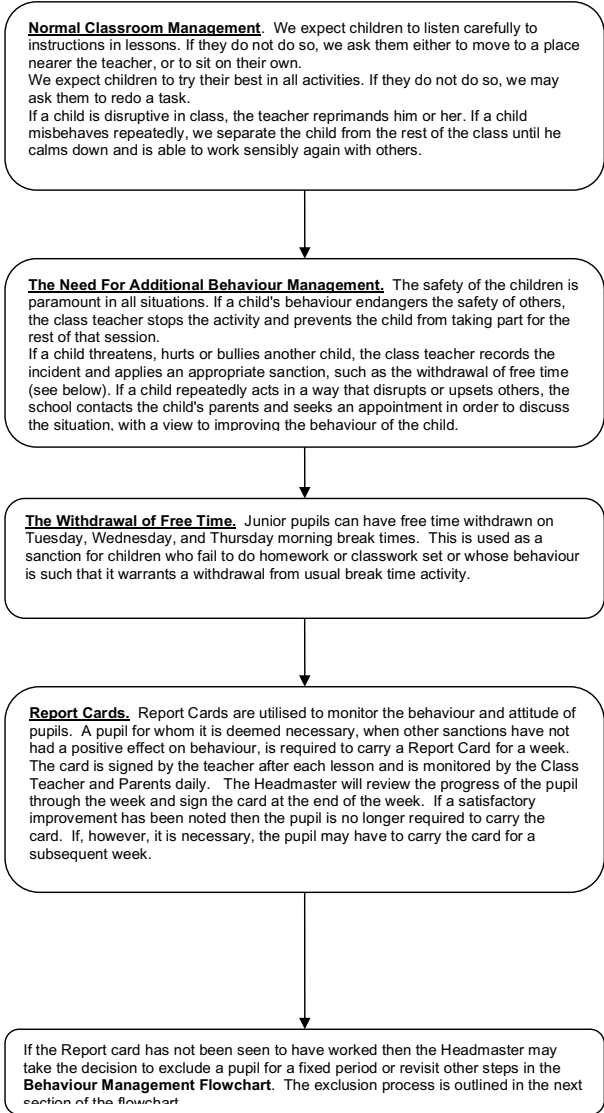 Normal Classroom Management. We expect children to listen carefully to
instructions in lessons. If they do not do so, we ask them either to move to a place
nearer the teacher, or to sit on their own.
We expect children to try their best in all activities. If they do not do so, we may
ask them to redo a task.
If a child is disruptive in class, the teacher reprimands him or her. If a child
misbehaves repeatedly, we separate the child from the rest of the class until he
calms down and is able to work sensibly again with others.
The Need For Additional Behaviour Management. The safety of the children is
paramount in all situations. If a child's behaviour endangers the safety of others,
the class teacher stops the activity and prevents the child from taking part for the
rest of that session.
If a child threatens, hurts or bullies another child, the class teacher records the
incident and applies an appropriate sanction, such as the withdrawal of free time
(see below). If a child repeatedly acts in a way that disrupts or upsets others, the
school contacts the child's parents and seeks an appointment in order to discuss
the situation, with a view to improving the behaviour of the child.
The Withdrawal of Free Time. Junior pupils can have free time withdrawn on
Tuesday, Wednesday, and Thursday morning break times. This is used as a
sanction for children who fail to do homework or classwork set or whose behaviour
is such that it warrants a withdrawal from usual break time activity.
Report Cards. Report Cards are utilised to monitor the behaviour and attitude of
pupils. A pupil for whom it is deemed necessary, when other sanctions have not
had a positive effect on behaviour, is required to carry a Report Card for a week.
The card is signed by the teacher after each lesson and is monitored by the Class
Teacher and Parents daily. The Headmaster will review the progress of the pupil
through the week and sign the card at the end of the week. If a satisfactory
improvement has been noted then the pupil is no longer required to carry the
card. If, however, it is necessary, the pupil may have to carry the card for a
subsequent week.
If the Report card has not been seen to have worked then the Headmaster may
take the decision to exclude a pupil for a fixed period or revisit other steps in the
Behaviour Management Flowchart. The exclusion process is outlined in the next
section of the flowchart